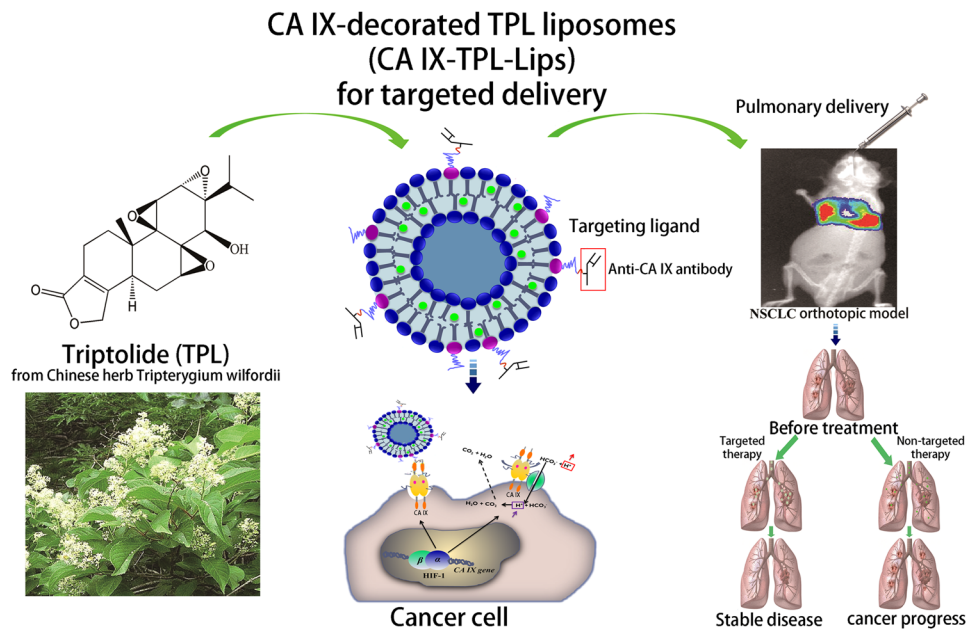 CA IX-decorated TPL liposomes
(CA IX-TPL-Lips)
for targeted delivery
Pulmonary delivery
O
O
O
OH
H
O
O
Targeting ligand
Anti-CA IX antibody
NSCLC orthotopic model
Triptolide (TPL)
from Chinese herb Tripterygium wilfordii
Before treatment
Targeted
therapy
Non-targeted
therapy
CO₂ + H₂O
HCO₃⁻ + H⁺
CA IX
CA IX
H₂O + CO₂
H⁺ + HCO₃⁻
β
α
HIF-1
CA IX gene
Cancer cell
Stable disease
cancer progress